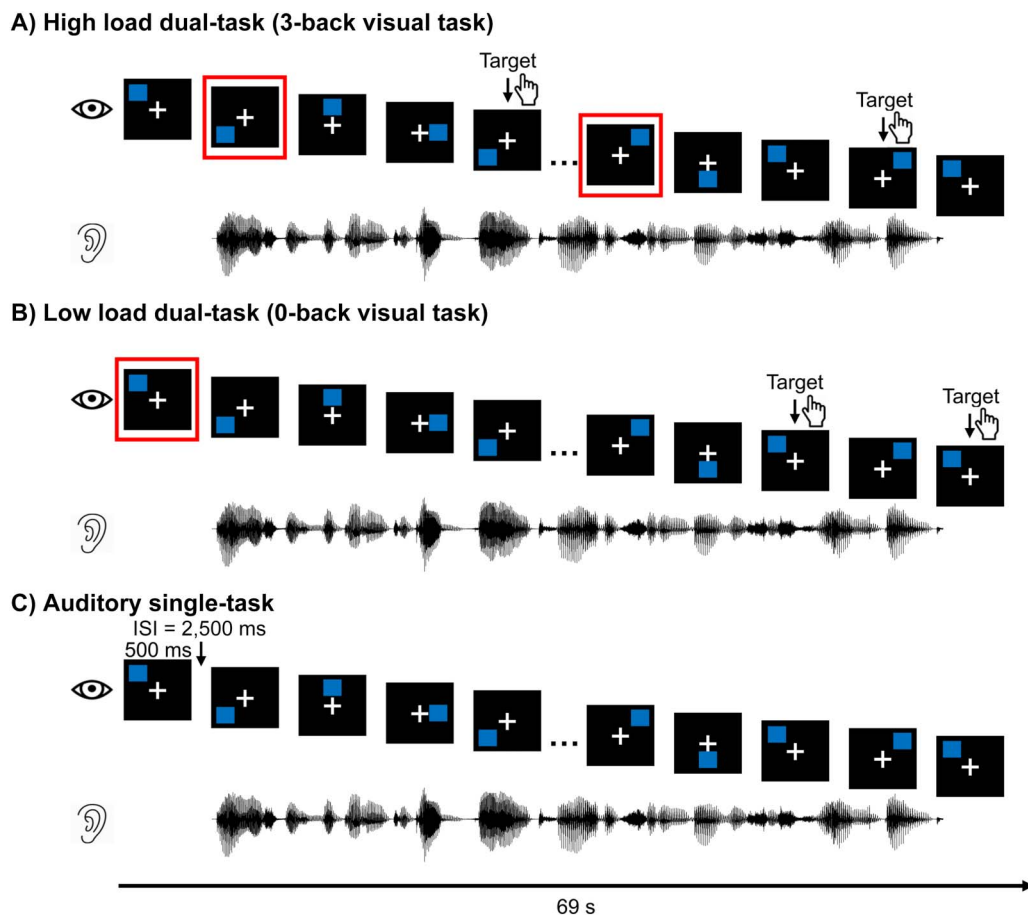 A) High load dual-task (3-back visual task)
Target
Target
...
B) Low load dual-task (0-back visual task)
Target
Target
...
C) Auditory single-task
ISI = 2,500 ms
500 ms
...
69 s